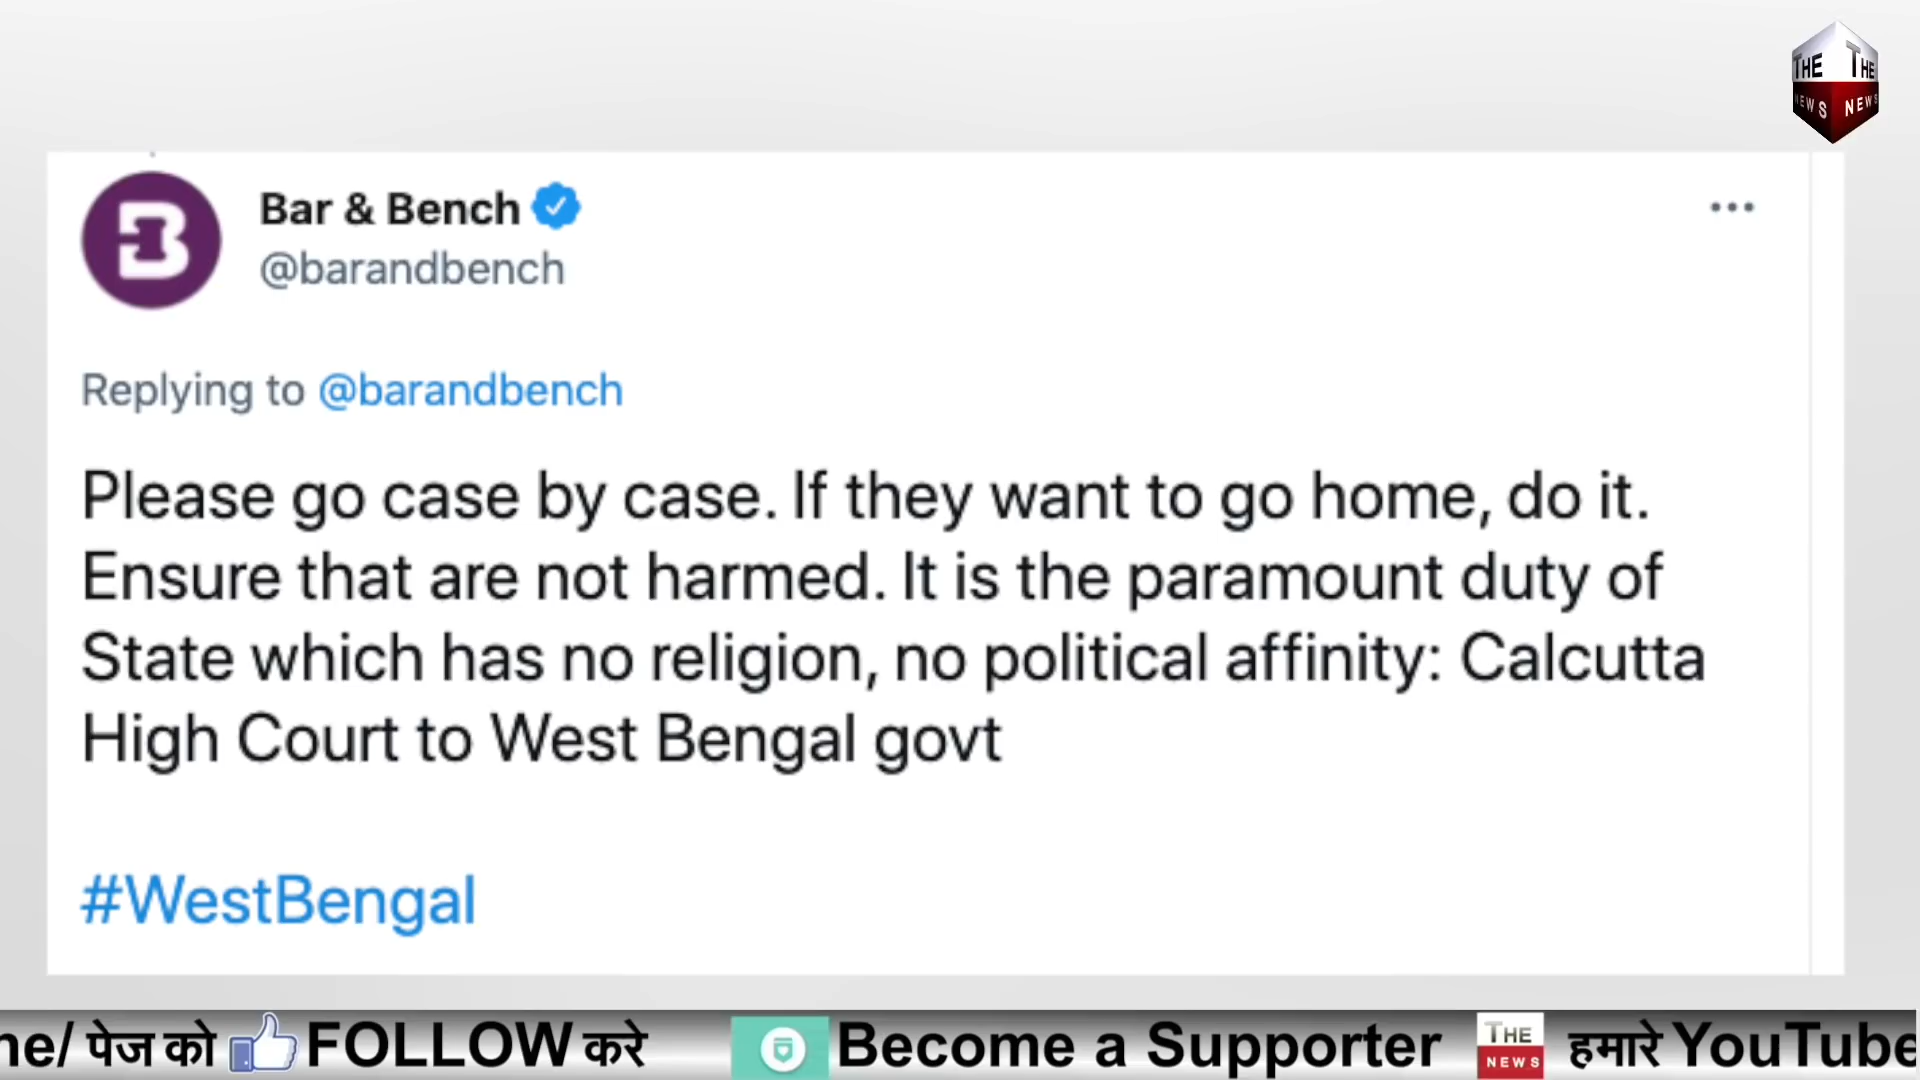 THE THE
NEWS NEWS
Bar & Bench
@barandbench
Replying to @barandbench
Please go case by case. If they want to go home, do it.
Ensure that are not harmed. It is the paramount duty of
State which has no religion, no political affinity: Calcutta
High Court to West Bengal govt
#WestBengal
ne/ पेज को FOLLOW करे Become a Supporter THE NEWS हमारे YouTube